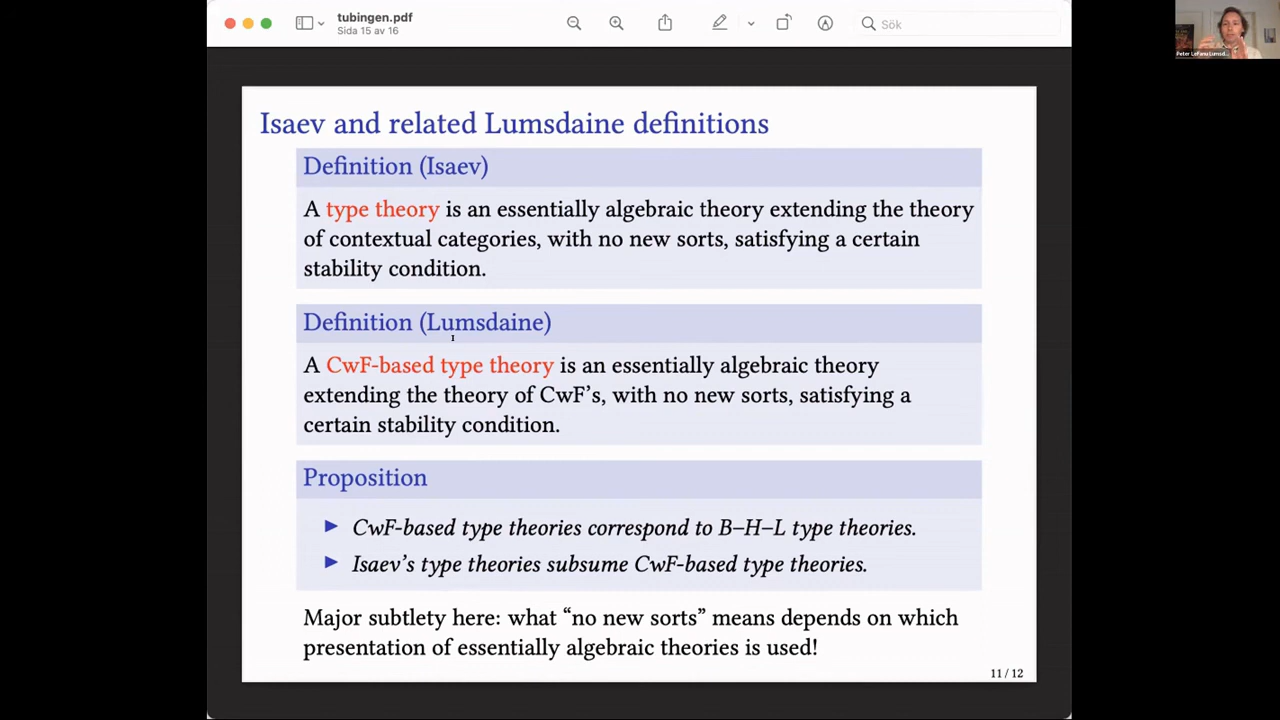 tubingen.pdf
Sida 15 av 16
Sök
Peter LeFanu Lumsd...
Isaev and related Lumsdaine definitions
Definition (Isaev)
A type theory is an essentially algebraic theory extending the theory
of contextual categories, with no new sorts, satisfying a certain
stability condition.
Definition (Lumsdaine)
A CwF-based type theory is an essentially algebraic theory
extending the theory of CwF’s, with no new sorts, satisfying a
certain stability condition.
Proposition
▶ CwF-based type theories correspond to B–H–L type theories.
▶ Isaev’s type theories subsume CwF-based type theories.
Major subtlety here: what “no new sorts” means depends on which
presentation of essentially algebraic theories is used!
11 / 12